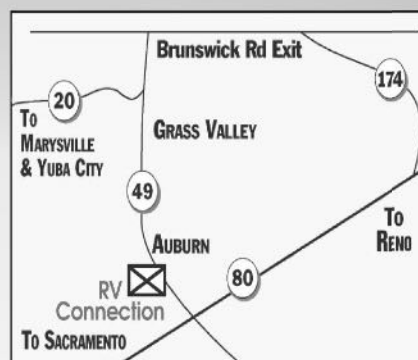 Brunswick Rd Exit
174
20
To
Marysville
& Yuba City
Grass Valley
49
To
Reno
Auburn
80
RV
Connection
To Sacramento